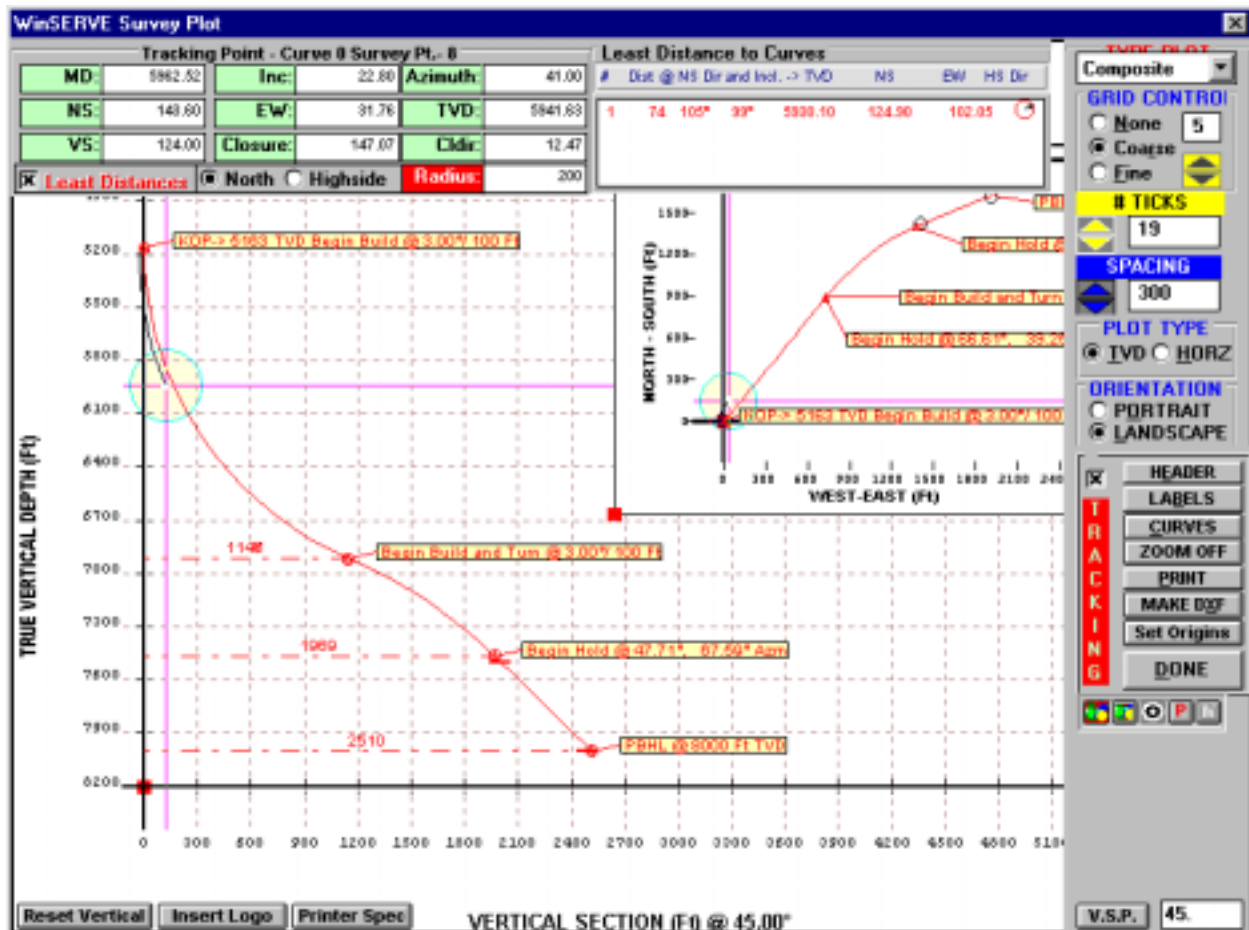 WinSERVE Survey Plot
Tracking Point - Curve 0 Survey Pt.- 8
MD: 5962.52 Inc: 22.80 Azimuth: 41.00
NS: 143.60 EW: 31.76 TVD: 5941.63
VS: 124.00 Closure: 147.07 Cldir: 12.47
Least Distances North Highside Radius: 200
Least Distance to Curves
# Dist @ NS Dir and Incl. -> TVD NS EW HS Dir
1 74 105° 99° 5930.10 124.90 102.05
TYPE PLOT
Composite
GRID CONTROL
None 5
Coarse
Fine
# TICKS
19
SPACING
300
PLOT TYPE
TVD HORZ
ORIENTATION
PORTRAIT
LANDSCAPE
TRACKING
HEADER
LABELS
CURVES
ZOOM OFF
PRINT
MAKE DXF
Set Origins
DONE
P
V.S.P. 45.
TRUE VERTICAL DEPTH (Ft)
5200
5500
5800
6100
6400
6700
7000
7300
7600
7900
8200
KOP-> 5163 TVD Begin Build @ 3.00°/ 100 Ft
Begin Build and Turn @ 3.00°/ 100 Ft
1969
Begin Hold @ 47.71°, 67.59° Azm
2510
PBHL @ 8000 Ft TVD
0 300 600 900 1200 1500 1800 2100 2400 2700 3000 3300 3600 3900 4200 4500 4800 5100
VERTICAL SECTION (Ft) @ 45.00°
NORTH - SOUTH (Ft)
1500
1200
900
600
300
0
Begin Hold @
Begin Build and Turn
Begin Hold @ 66.61°, 39.2
KOP-> 5163 TVD Begin Build @ 3.00°/ 100
0 300 600 900 1200 1500 1800 2100 240
WEST-EAST (Ft)
Reset Vertical Insert Logo Printer Spec